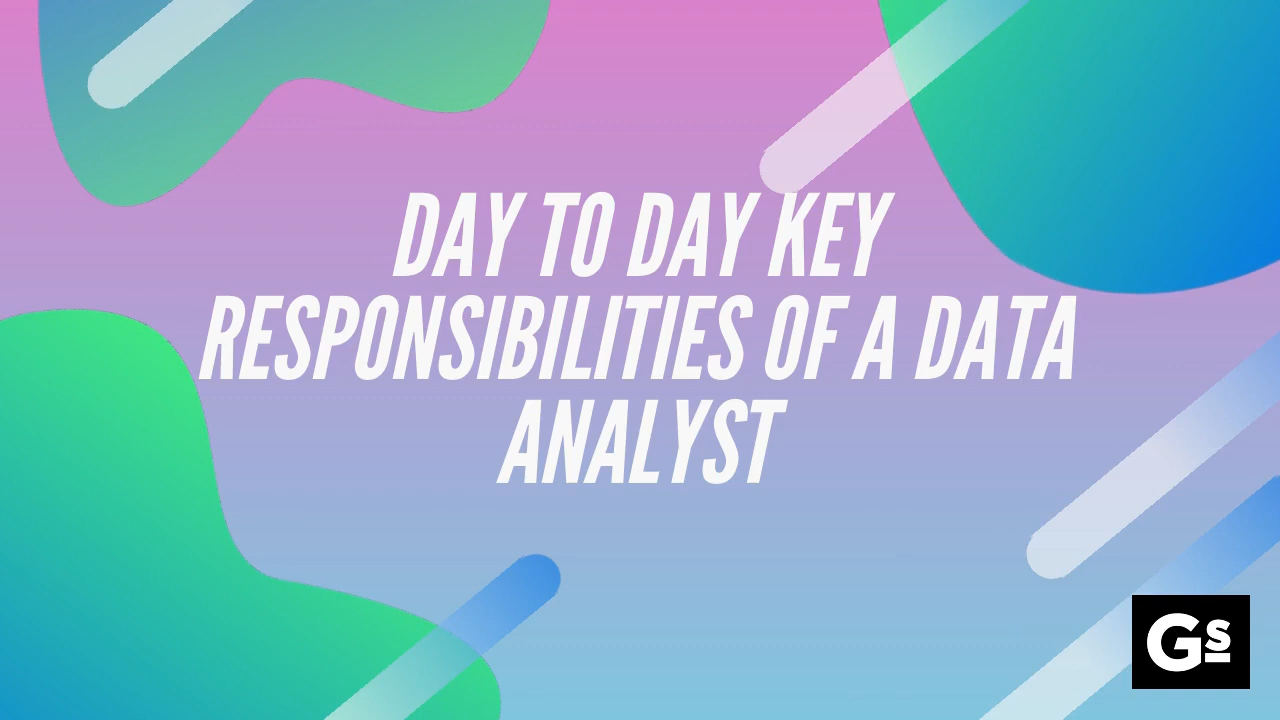 DAY TO DAY KEY
RESPONSIBILITIES OF A DATA
ANALYST
Gs